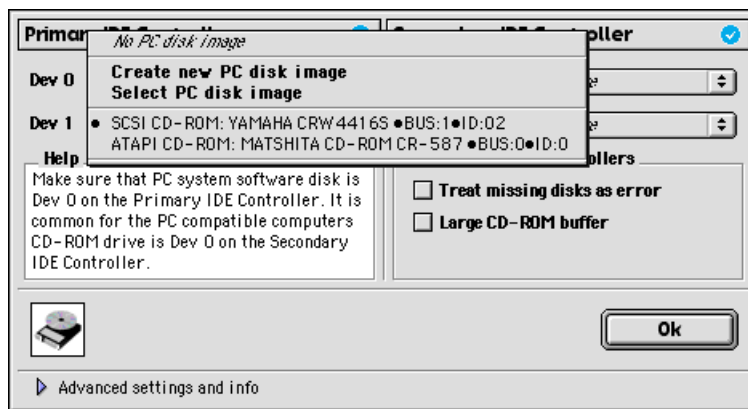 Primar
oller
No PC disk image
Create new PC disk image
Select PC disk image
● SCSI CD-ROM: YAMAHA CRW4416S ●BUS:1●ID:02
ATAPI CD-ROM: MATSHITA CD-ROM CR-587 ●BUS:0●ID:0
Dev 0
Dev 1
Help
Make sure that PC system software disk is
Dev 0 on the Primary IDE Controller. It is
common for the PC compatible computers
CD-ROM drive is Dev 0 on the Secondary
IDE Controller.
ollers
Treat missing disks as error
Large CD-ROM buffer
Ok
Advanced settings and info